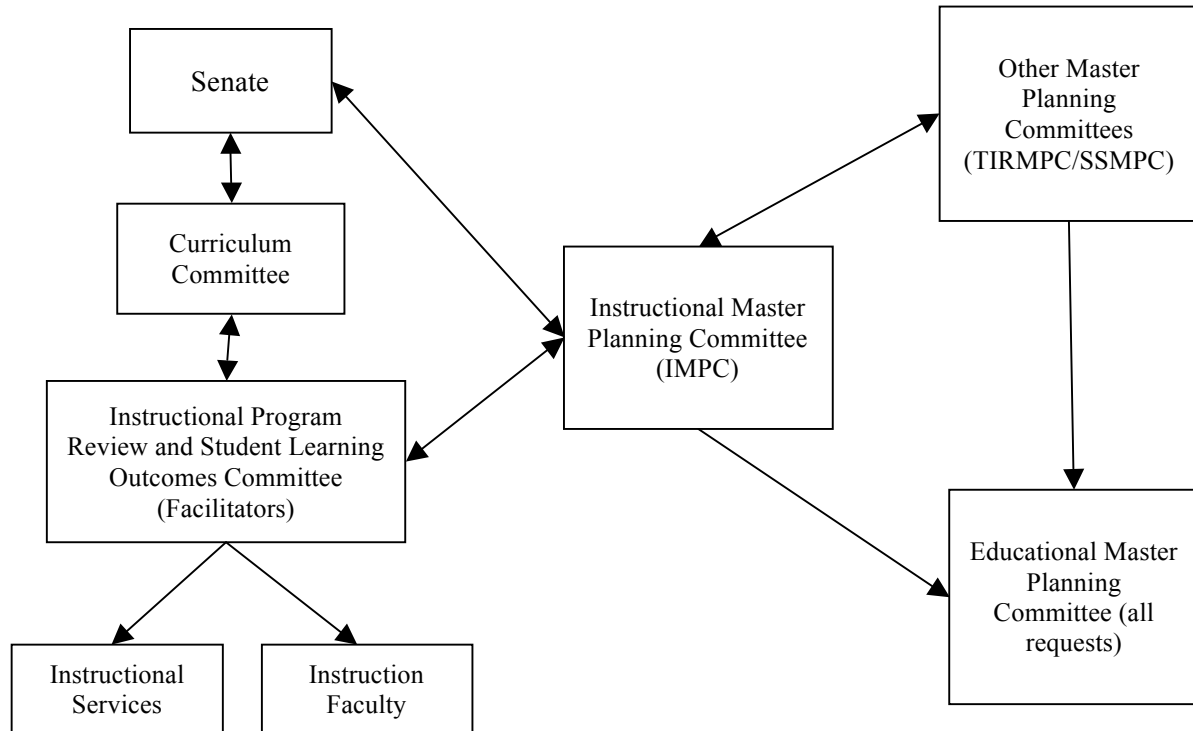 Senate
Other Master
Planning
Committees
(TIRMPC/SSMPC)
Curriculum
Committee
Instructional Master
Planning Committee
(IMPC)
Instructional Program
Review and Student Learning
Outcomes Committee
(Facilitators)
Educational Master
Planning
Committee (all
requests)
Instructional
Services
Instruction
Faculty